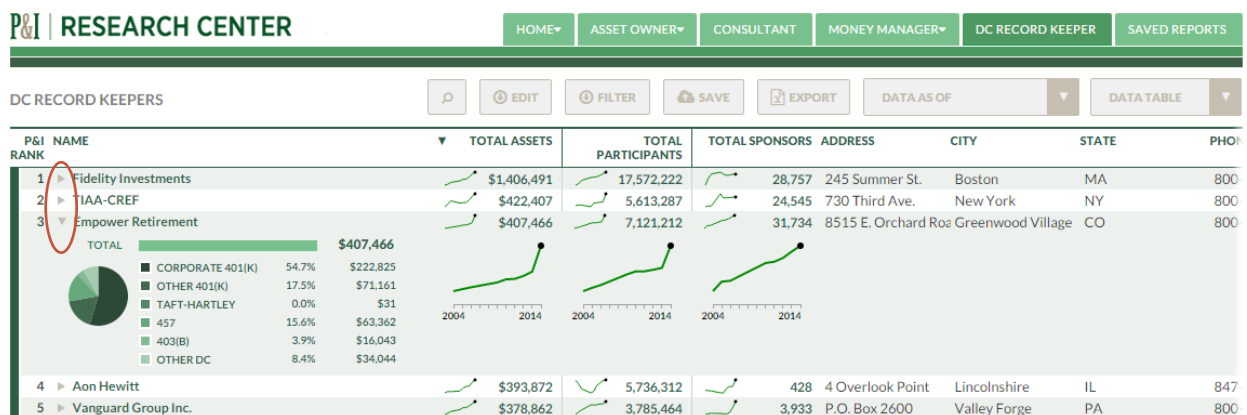 P&I | RESEARCH CENTER
HOME ASSET OWNER CONSULTANT MONEY MANAGER DC RECORD KEEPER SAVED REPORTS
DC RECORD KEEPERS EDIT FILTER SAVE EXPORT DATA AS OF DATA TABLE
P&I RANK NAME TOTAL ASSETS TOTAL PARTICIPANTS TOTAL SPONSORS ADDRESS CITY STATE PHON
1 Fidelity Investments $1,406,491 17,572,222 28,757 245 Summer St. Boston MA 800
2 TIAA-CREF $422,407 5,613,287 24,545 730 Third Ave. New York NY 800
3 Empower Retirement $407,466 7,121,212 31,734 8515 E. Orchard Roa Greenwood Village CO 800
TOTAL $407,466
CORPORATE 401(K) 54.7% $222,825
OTHER 401(K) 17.5% $71,161
TAFT-HARTLEY 0.0% $31
457 15.6% $63,362
403(B) 3.9% $16,043
OTHER DC 8.4% $34,044
2004 2014 2004 2014 2004 2014
4 Aon Hewitt $393,872 5,736,312 428 4 Overlook Point Lincolnshire IL 847
5 Vanguard Group Inc. $378,862 3,785,464 3,933 P.O. Box 2600 Valley Forge PA 800